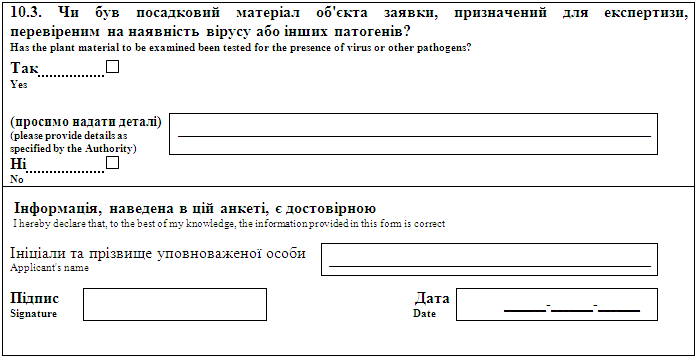 10.3. Чи був посадковий матеріал об'єкта заявки, призначений для експертизи,
перевіреним на наявність вірусу або інших патогенів?
Has the plant material to be examined been tested for the presence of virus or other pathogens?
Так..............☐
Yes
(просимо надати деталі)
(please provide details as
specified by the Authority)
Ні................☐
No
Інформація, наведена в цій анкеті, є достовірною
I hereby declare that, to the best of my knowledge, the information provided in this form is correct
Ініціали та прізвище уповноваженої особи
Applicant's name
Підпис Дата
Signature Date